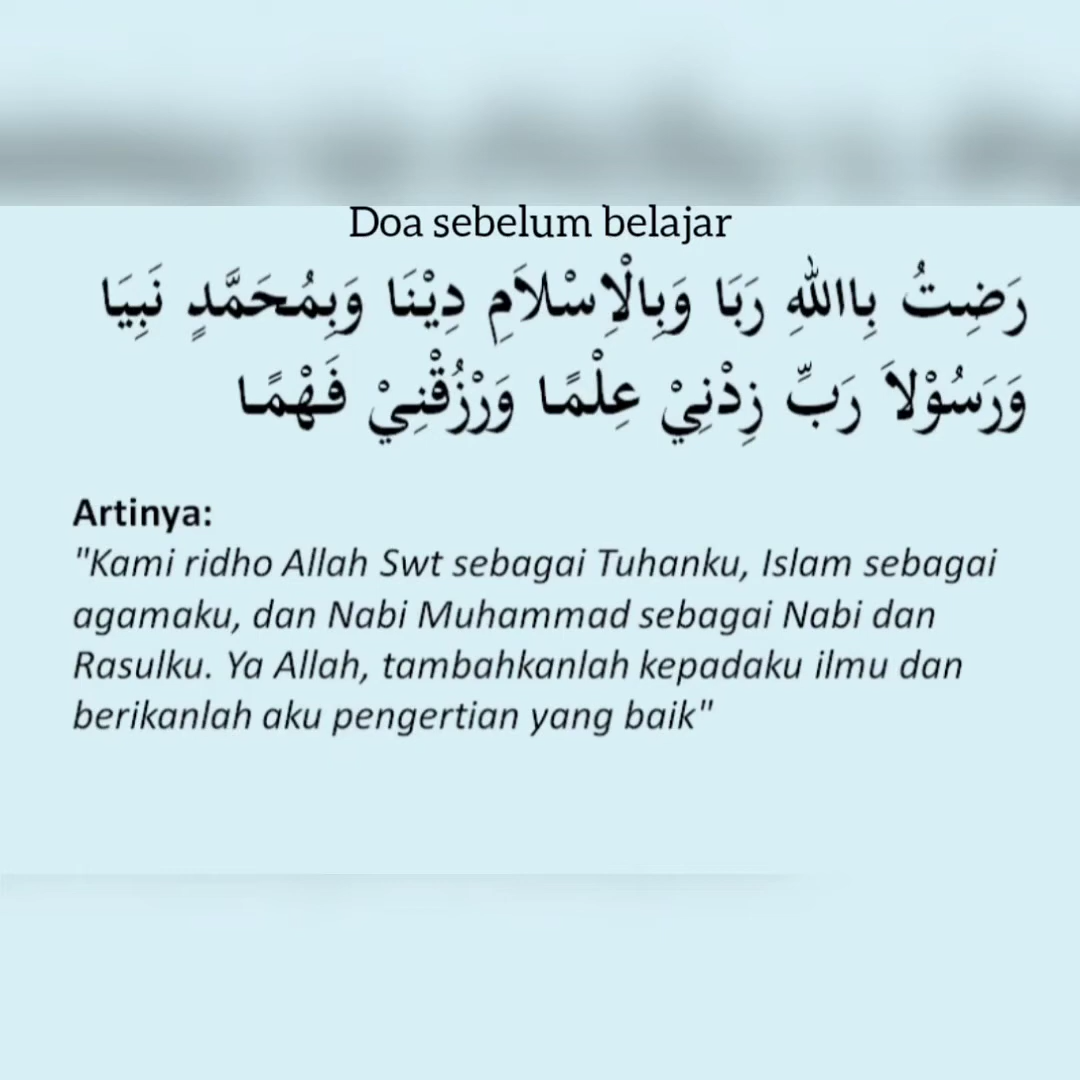 Doa sebelum belajar
رَضِتُ بِااللهِ رَبَا وَبِالْاِسْلاَمِ دِيْنَا وَبِمُحَمَّدٍ نَبِيَا
وَرَسُوْلاَ رَبِّ زِدْنِيْ عِلْمًا وَرْزُقْنِيْ فَهْمًا
Artinya:
"Kami ridho Allah Swt sebagai Tuhanku, Islam sebagai
agamaku, dan Nabi Muhammad sebagai Nabi dan
Rasulku. Ya Allah, tambahkanlah kepadaku ilmu dan
berikanlah aku pengertian yang baik"